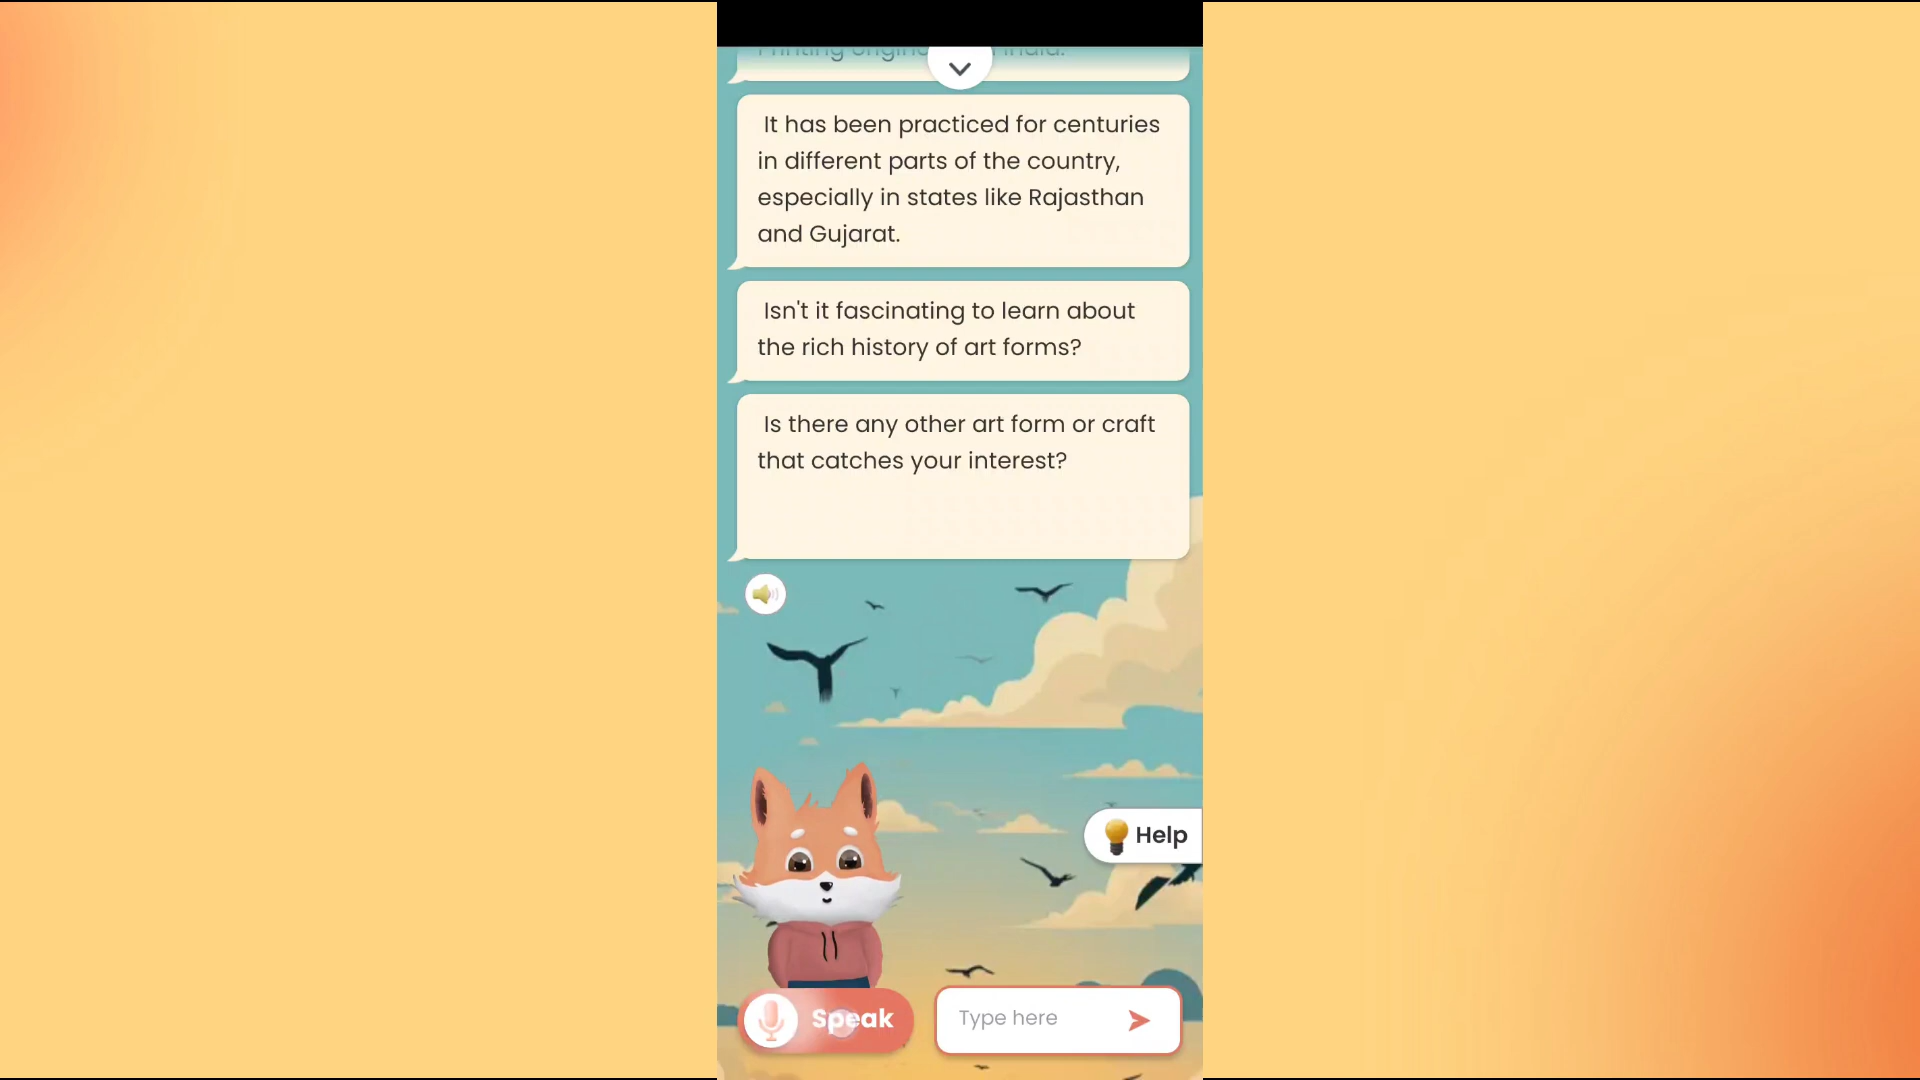 It has been practiced for centuries
in different parts of the country,
especially in states like Rajasthan
and Gujarat.
Isn't it fascinating to learn about
the rich history of art forms?
Is there any other art form or craft
that catches your interest?
Help
Speak
Type here